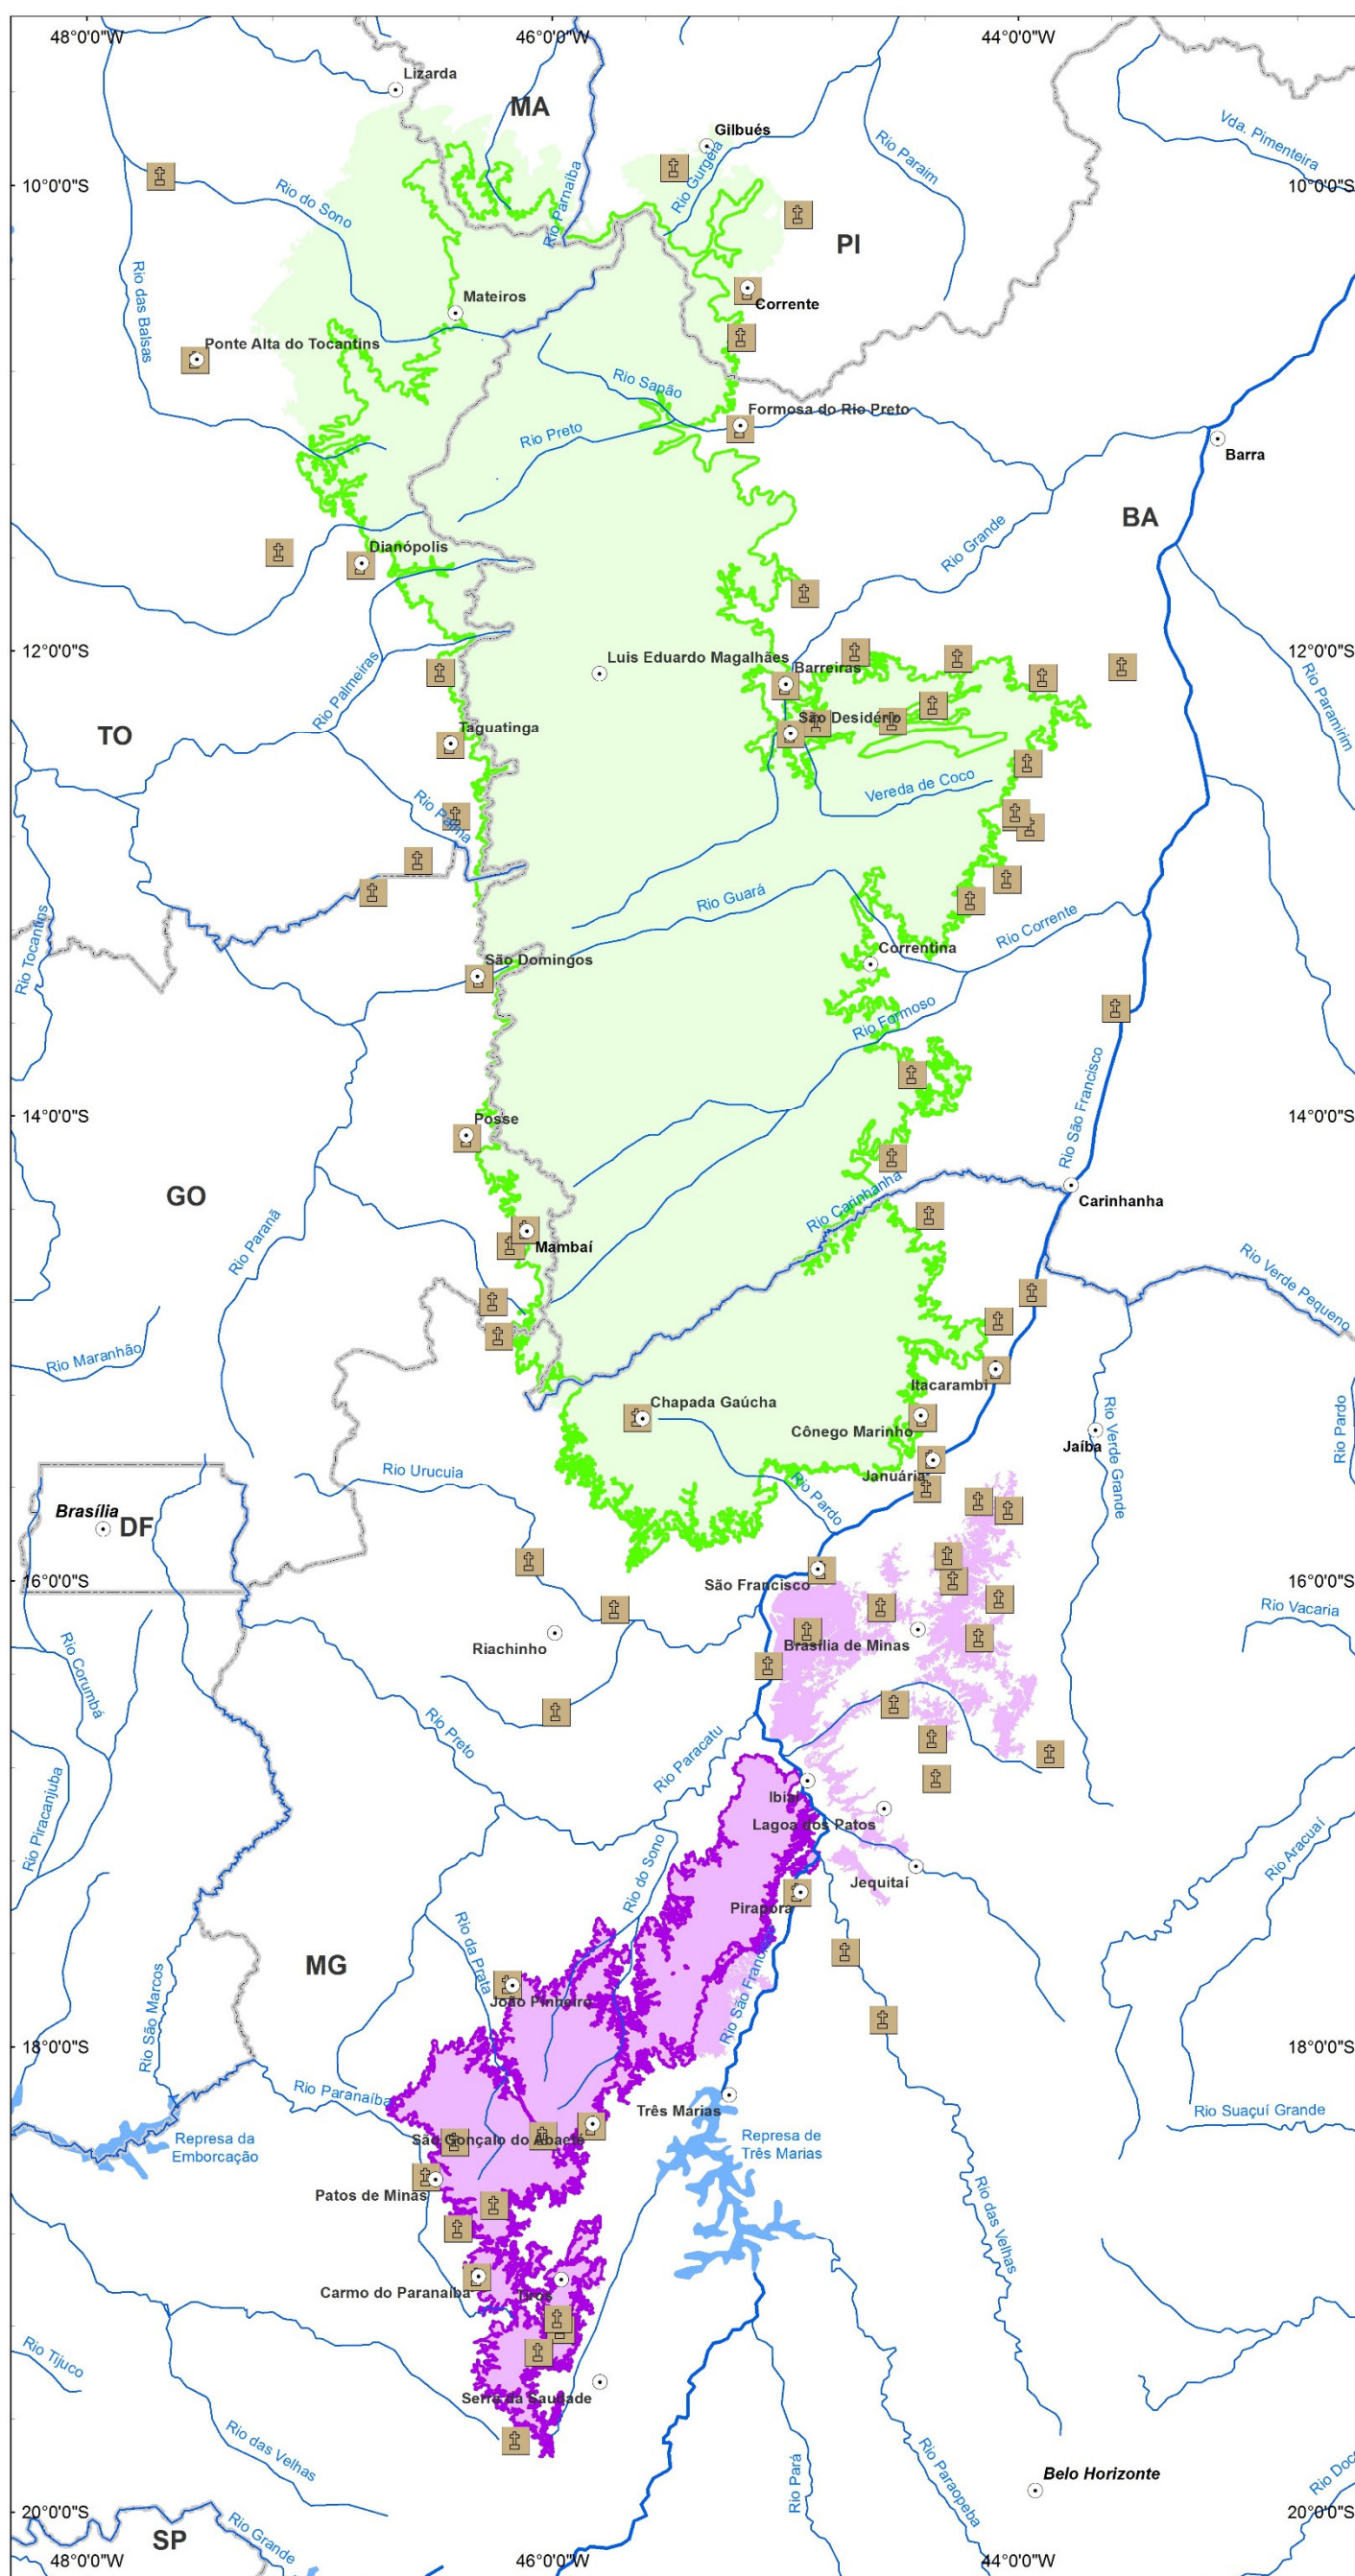 48°0'0"W
46°0'0"W
44°0'0"W
Lizarda
MA
Gilbués
Rio Paraim
Vda. Pimenteira
Rio Gurgéia
10°0'0"S
10°0'0"S
Rio do Sono
Rio Parnaíba
PI
Rio das Balsas
Mateiros
Corrente
Ponte Alta do Tocantins
Rio Sapão
Formosa do Rio Preto
Rio Preto
Barra
BA
Rio Grande
Dianópolis
12°0'0"S
12°0'0"S
Luis Eduardo Magalhães
Barreiras
Rio Palmeiras
Rio Paramirim
TO
Taguatinga
São Desidério
Vereda de Coco
Rio Palma
Rio Guará
Rio Corrente
Rio Tocantins
Correntina
São Domingos
Rio Formoso
Rio São Francisco
14°0'0"S
14°0'0"S
Posse
GO
Rio Carinhanha
Carinhanha
Rio Paranã
Mambaí
Rio Verde Pequeno
Rio Maranhão
Itacarambi
Chapada Gaúcha
Cônego Marinho
Rio Verde Grande
Rio Pardo
Jaíba
Rio Urucuia
Januária
Rio Pardo
Brasília
DF
16°0'0"S
16°0'0"S
São Francisco
Rio Vacaria
Riachinho
Brasília de Minas
Rio Corumbá
Rio Preto
Rio Paracatu
Rio Piracanjuba
Ibiaí
Lagoa dos Patos
Rio Aracuaí
Rio do Sono
Jequitaí
Pirapora
Rio da Prata
MG
Rio São Marcos
João Pinheiro
Rio São Francisco
18°0'0"S
18°0'0"S
Rio Paranaíba
Três Marias
Rio Suaçuí Grande
Represa da
Emborcação
São Gonçalo do Abaeté
Represa de
Três Marias
Patos de Minas
Rio das Velhas
Carmo do Paranaíba
Tiros
Rio Tijuco
Serra da Saudade
Rio das Velhas
Rio Pará
Rio Paraopeba
Belo Horizonte
Rio Doce
20°0'0"S
20°0'0"S
SP
Rio Grande
48°0'0"W
46°0'0"W
44°0'0"W